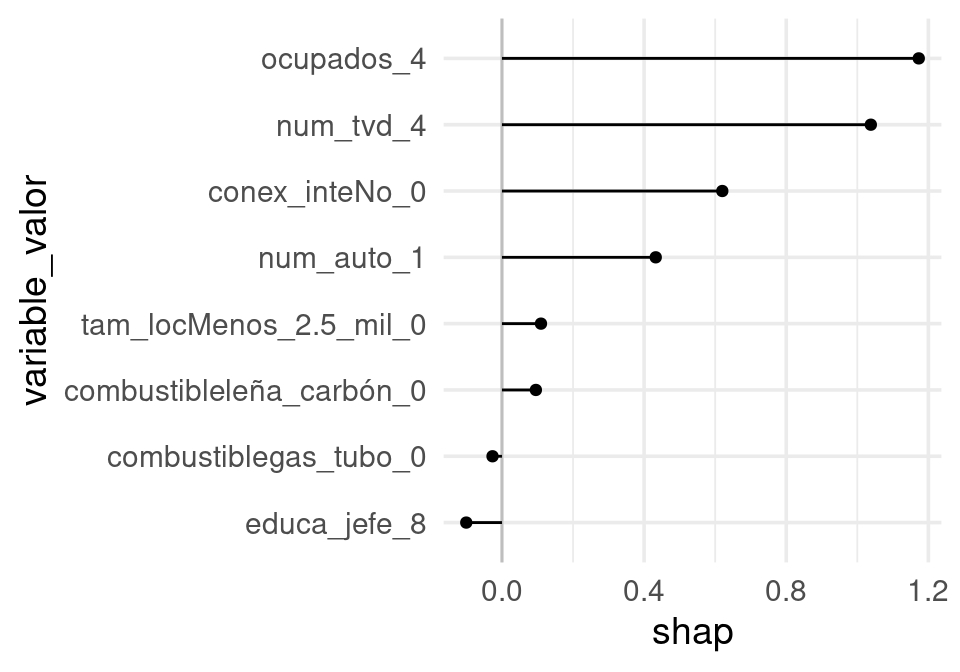 variable_valor
ocupados_4
num_tvd_4
conex_inteNo_0
num_auto_1
tam_locMenos_2.5_mil_0
combustibleleña_carbón_0
combustiblegas_tubo_0
educa_jefe_8
0.0 0.4 0.8 1.2
shap